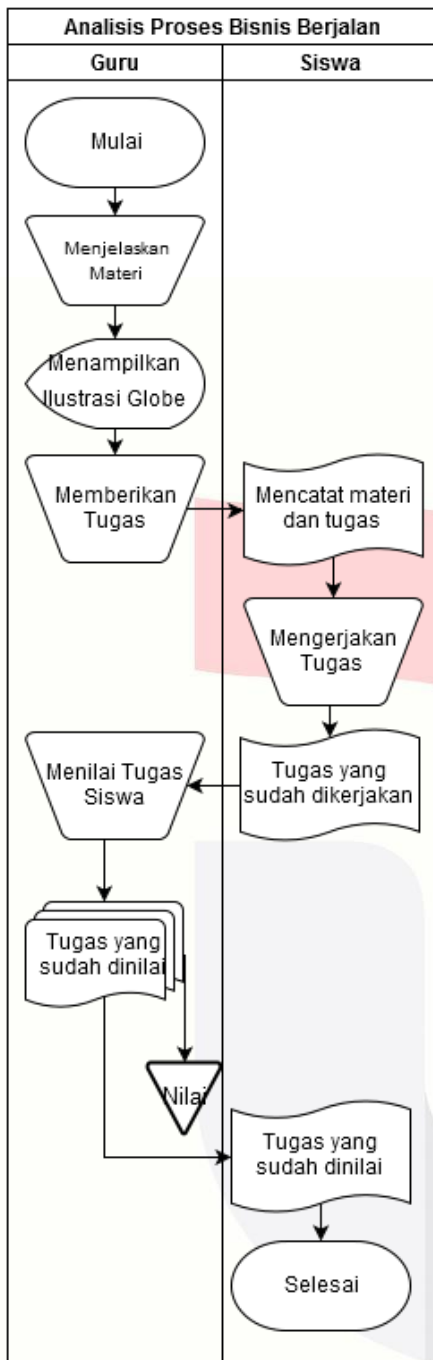 Analisis Proses Bisnis Berjalan
Guru
Siswa
Mulai
Menjelaskan
Materi
Menampilkan
Ilustrasi Globe
Memberikan
Tugas
Mencatat materi
dan tugas
Mengerjakan
Tugas
Tugas yang
sudah dikerjakan
Menilai Tugas
Siswa
Tugas yang
sudah dinilai
Nilai
Tugas yang
sudah dinilai
Selesai